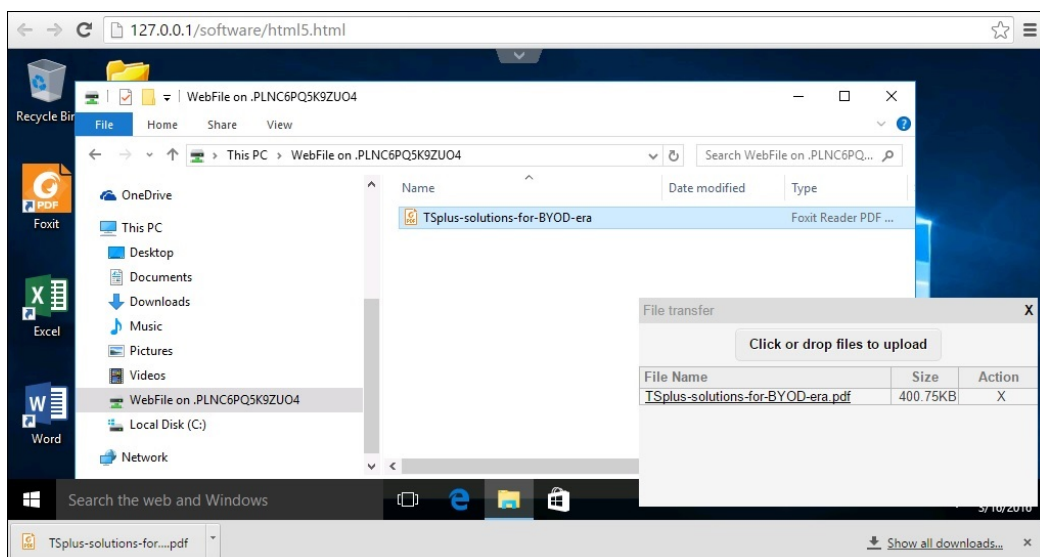 127.0.0.1/software/html5.html
Recycle Bin
WebFile on .PLNC6PQ5K9ZUO4
File Home Share View
This PC > WebFile on .PLNC6PQ5K9ZUO4
Search WebFile on .PLNC6PQ...
Name Date modified Type
OneDrive
TSplus-solutions-for-BYOD-era Foxit Reader PDF ...
PDF
Foxit
This PC
Desktop
Documents
Downloads
Music
Pictures
Videos
WebFile on .PLNC6PQ5K9ZUO4
Local Disk (C:)
Network
Excel
Word
File transfer X
Click or drop files to upload
File Name Size Action
TSplus-solutions-for-BYOD-era.pdf 400.75KB X
Search the web and Windows
TSplus-solutions-for....pdf
Show all downloads...